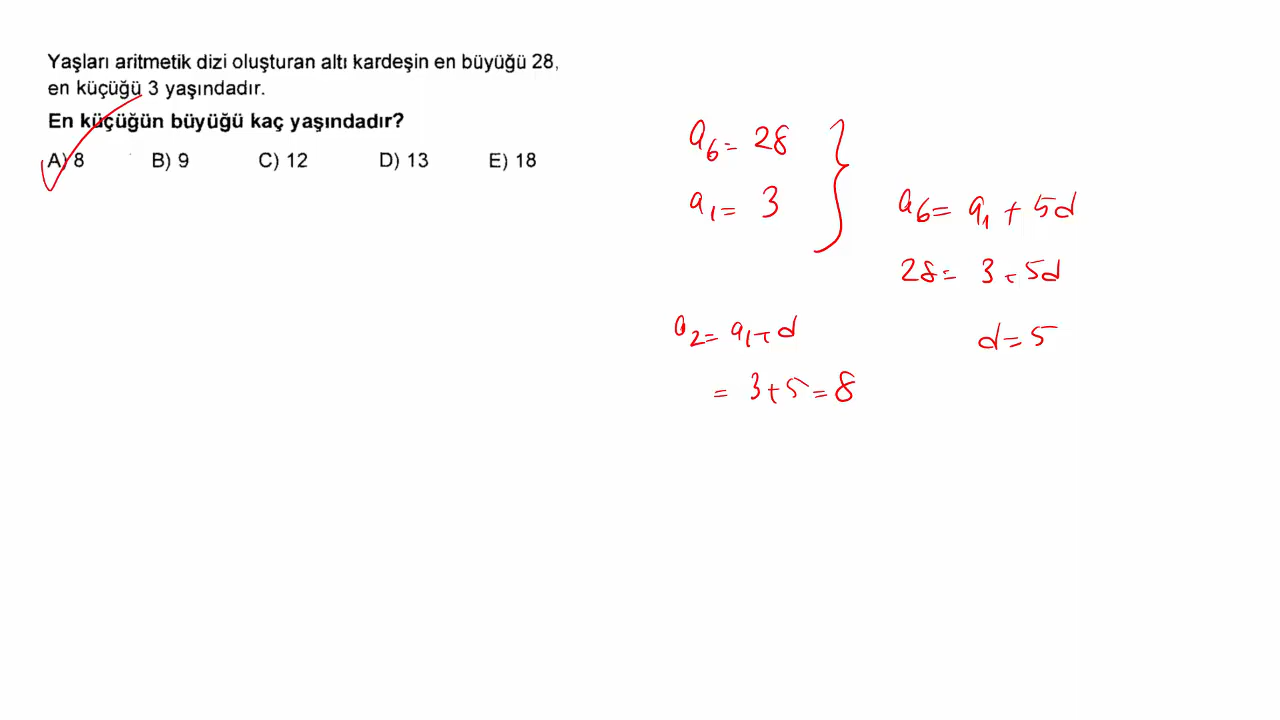 Yaşları aritmetik dizi oluşturan altı kardeşin en büyüğü 28,
en küçüğü 3 yaşındadır.
En küçüğün büyüğü kaç yaşındadır?
A) 8 B) 9 C) 12 D) 13 E) 18
a₆ = 28
a₁ = 3
a₆ = a₁ + 5d
28 = 3 + 5d
d = 5
a₂ = a₁ + d
= 3 + 5 = 8